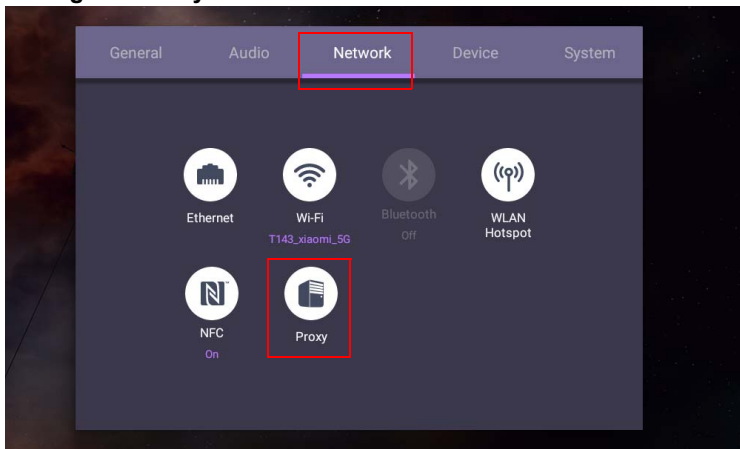 General Audio Network Device System
Ethernet Wi-Fi Bluetooth WLAN
T143_xiaomi_5G Off Hotspot
NFC Proxy
On